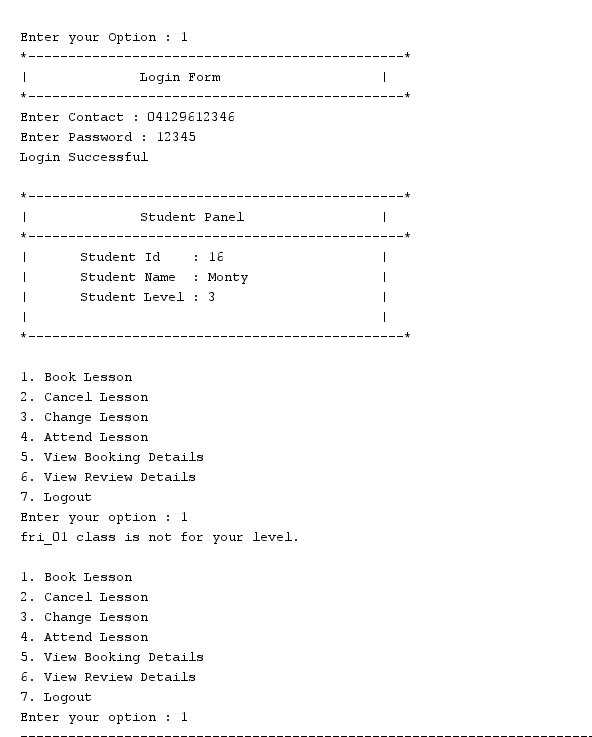 Enter your Option : 1
*-----------------------------------------------*
|              Login Form                    |
*-----------------------------------------------*
Enter Contact : 04129612346
Enter Password : 12345
Login Successful
*-----------------------------------------------*
|              Student Panel                 |
*-----------------------------------------------*
|      Student Id    : 16                    |
|      Student Name  : Monty                 |
|      Student Level : 3                     |
|                                            |
*-----------------------------------------------*
1. Book Lesson
2. Cancel Lesson
3. Change Lesson
4. Attend Lesson
5. View Booking Details
6. View Review Details
7. Logout
Enter your option : 1
fri_01 class is not for your level.
1. Book Lesson
2. Cancel Lesson
3. Change Lesson
4. Attend Lesson
5. View Booking Details
6. View Review Details
7. Logout
Enter your option : 1
------------------------------------------------------------------------